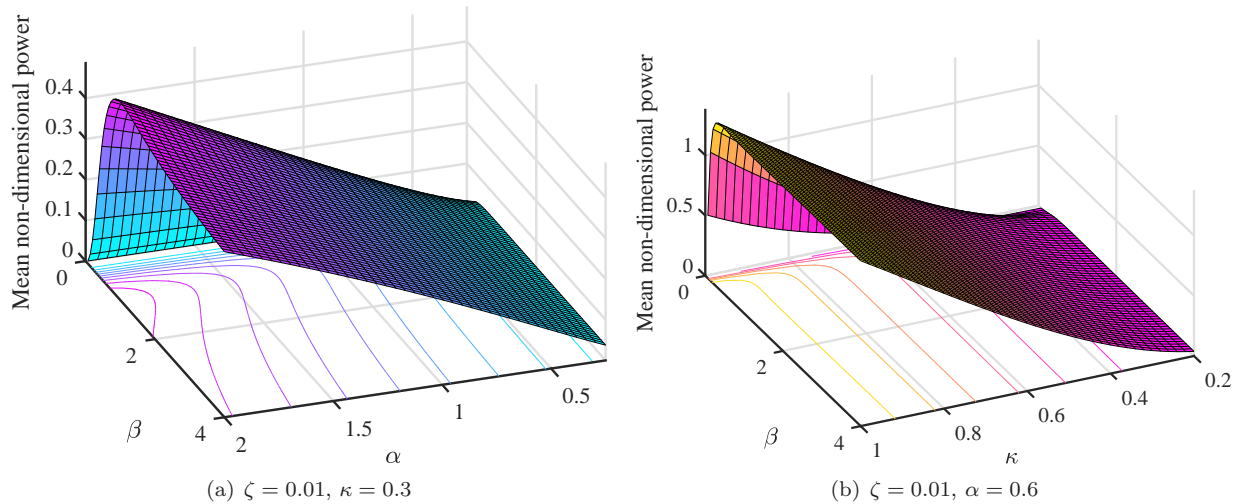 Mean non-dimensional power
0.4
0.3
0.2
0.1
0
0
2
4
β
2
1.5
1
0.5
α
(a) ζ = 0.01, κ = 0.3
Mean non-dimensional power
1
0.5
0
0
2
4
β
1
0.8
0.6
0.4
0.2
κ
(b) ζ = 0.01, α = 0.6